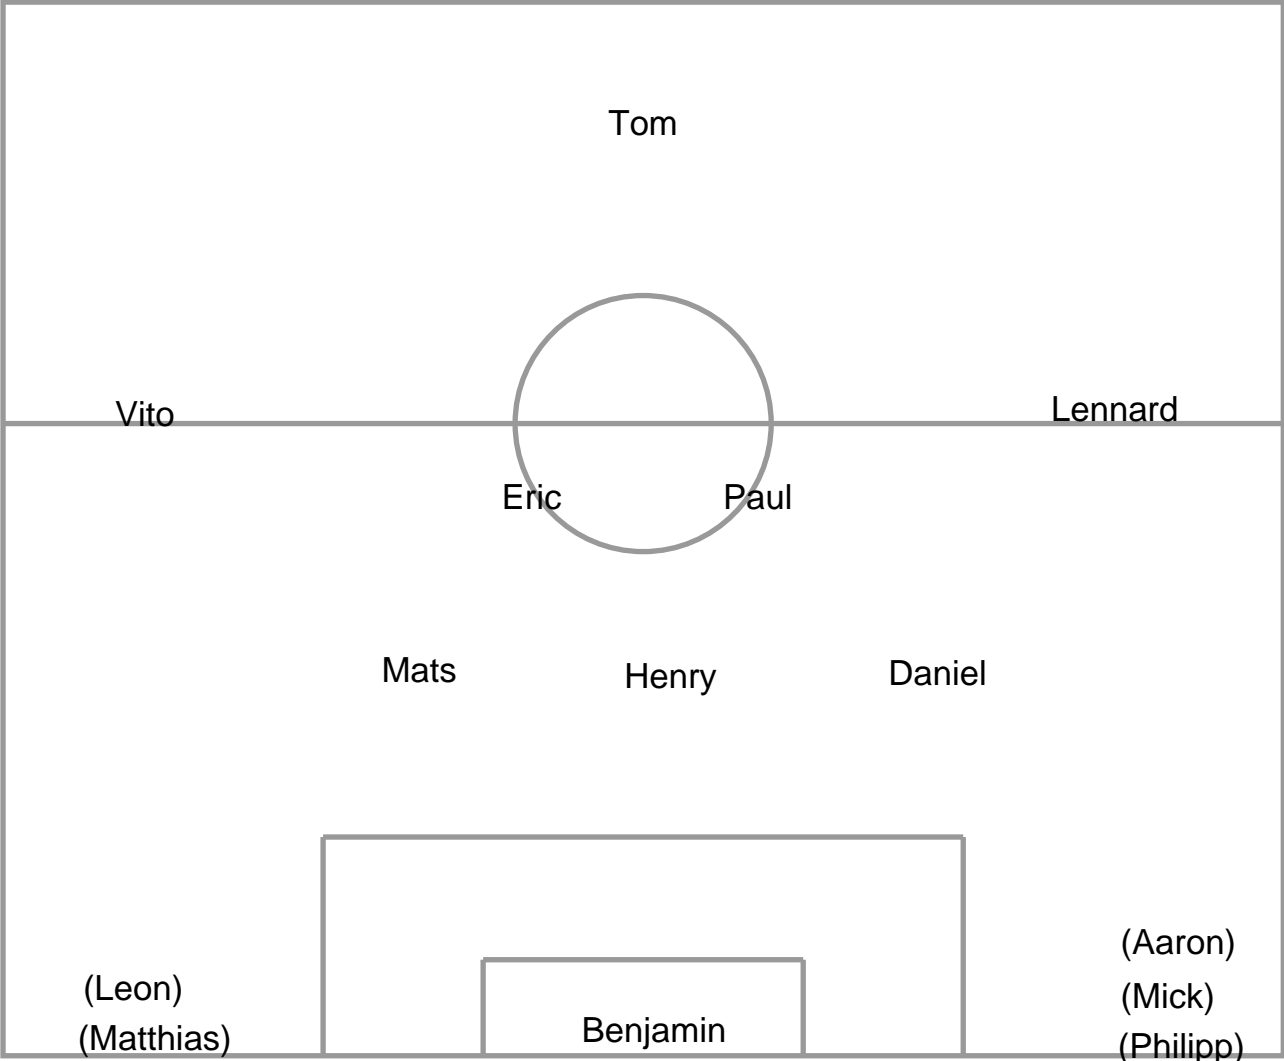 Tom
Vito
Lennard
Eric
Paul
Mats
Henry
Daniel
(Aaron)
(Leon)
(Mick)
(Matthias)
Benjamin
(Philipp)